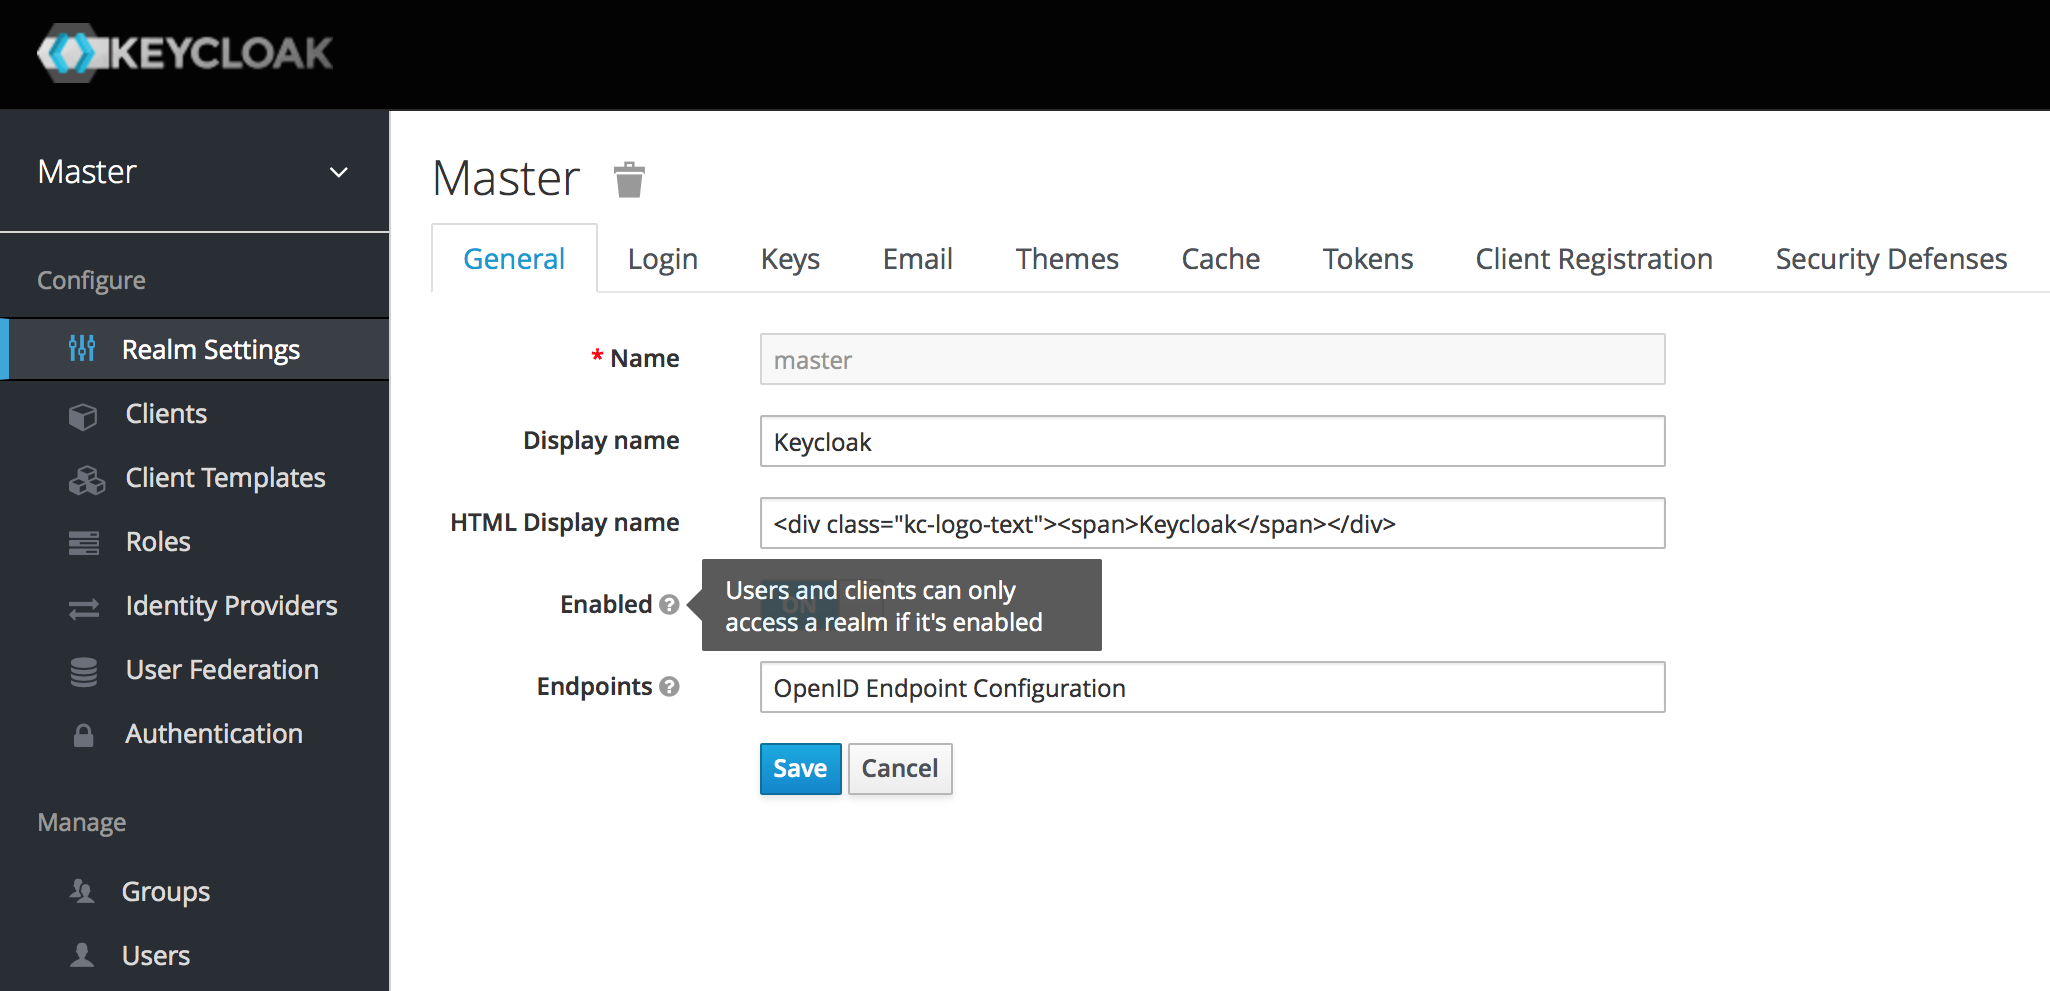 KEYCLOAK
Master
Configure
Realm Settings
Clients
Client Templates
Roles
Identity Providers
User Federation
Authentication
Manage
Groups
Users
Master
General Login Keys Email Themes Cache Tokens Client Registration Security Defenses
* Name master
Display name Keycloak
HTML Display name <div class="kc-logo-text"><span>Keycloak</span></div>
Enabled ? ON
Users and clients can only
access a realm if it's enabled
Endpoints ? OpenID Endpoint Configuration
Save Cancel